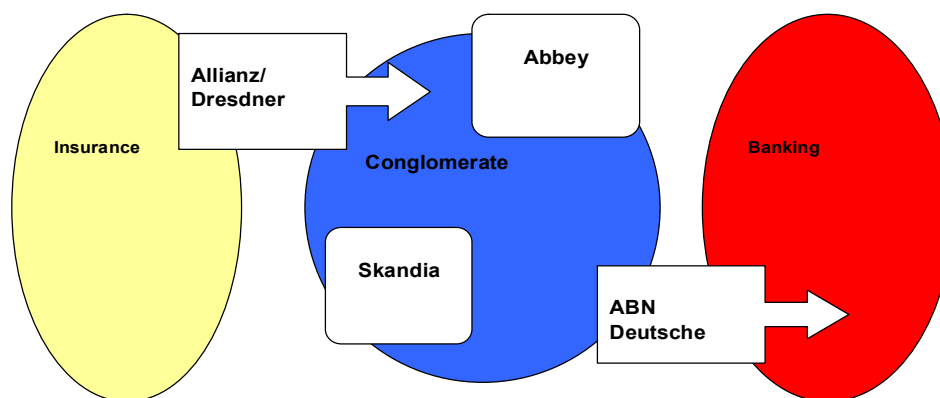 Abbey
Allianz/
Dresdner
Insurance
Banking
Conglomerate
Skandia
ABN
Deutsche